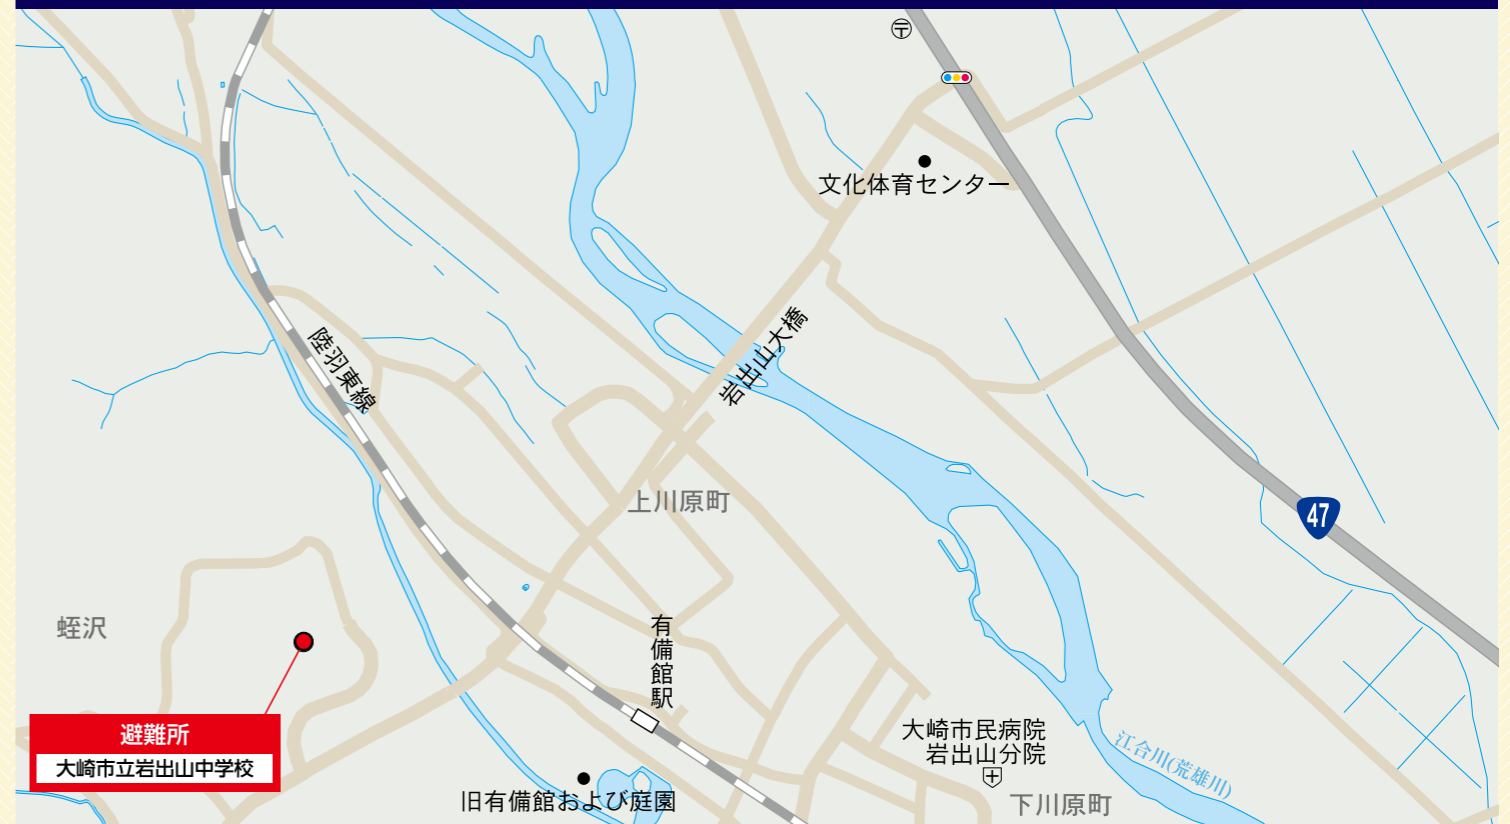 〒
文化体育センター
岩出山大橋
陸羽東線
上川原町
47
蛭沢
有備館駅
避難所
大崎市立岩出山中学校
大崎市民病院
岩出山分院
江合川(荒雄川)
旧有備館および庭園
下川原町